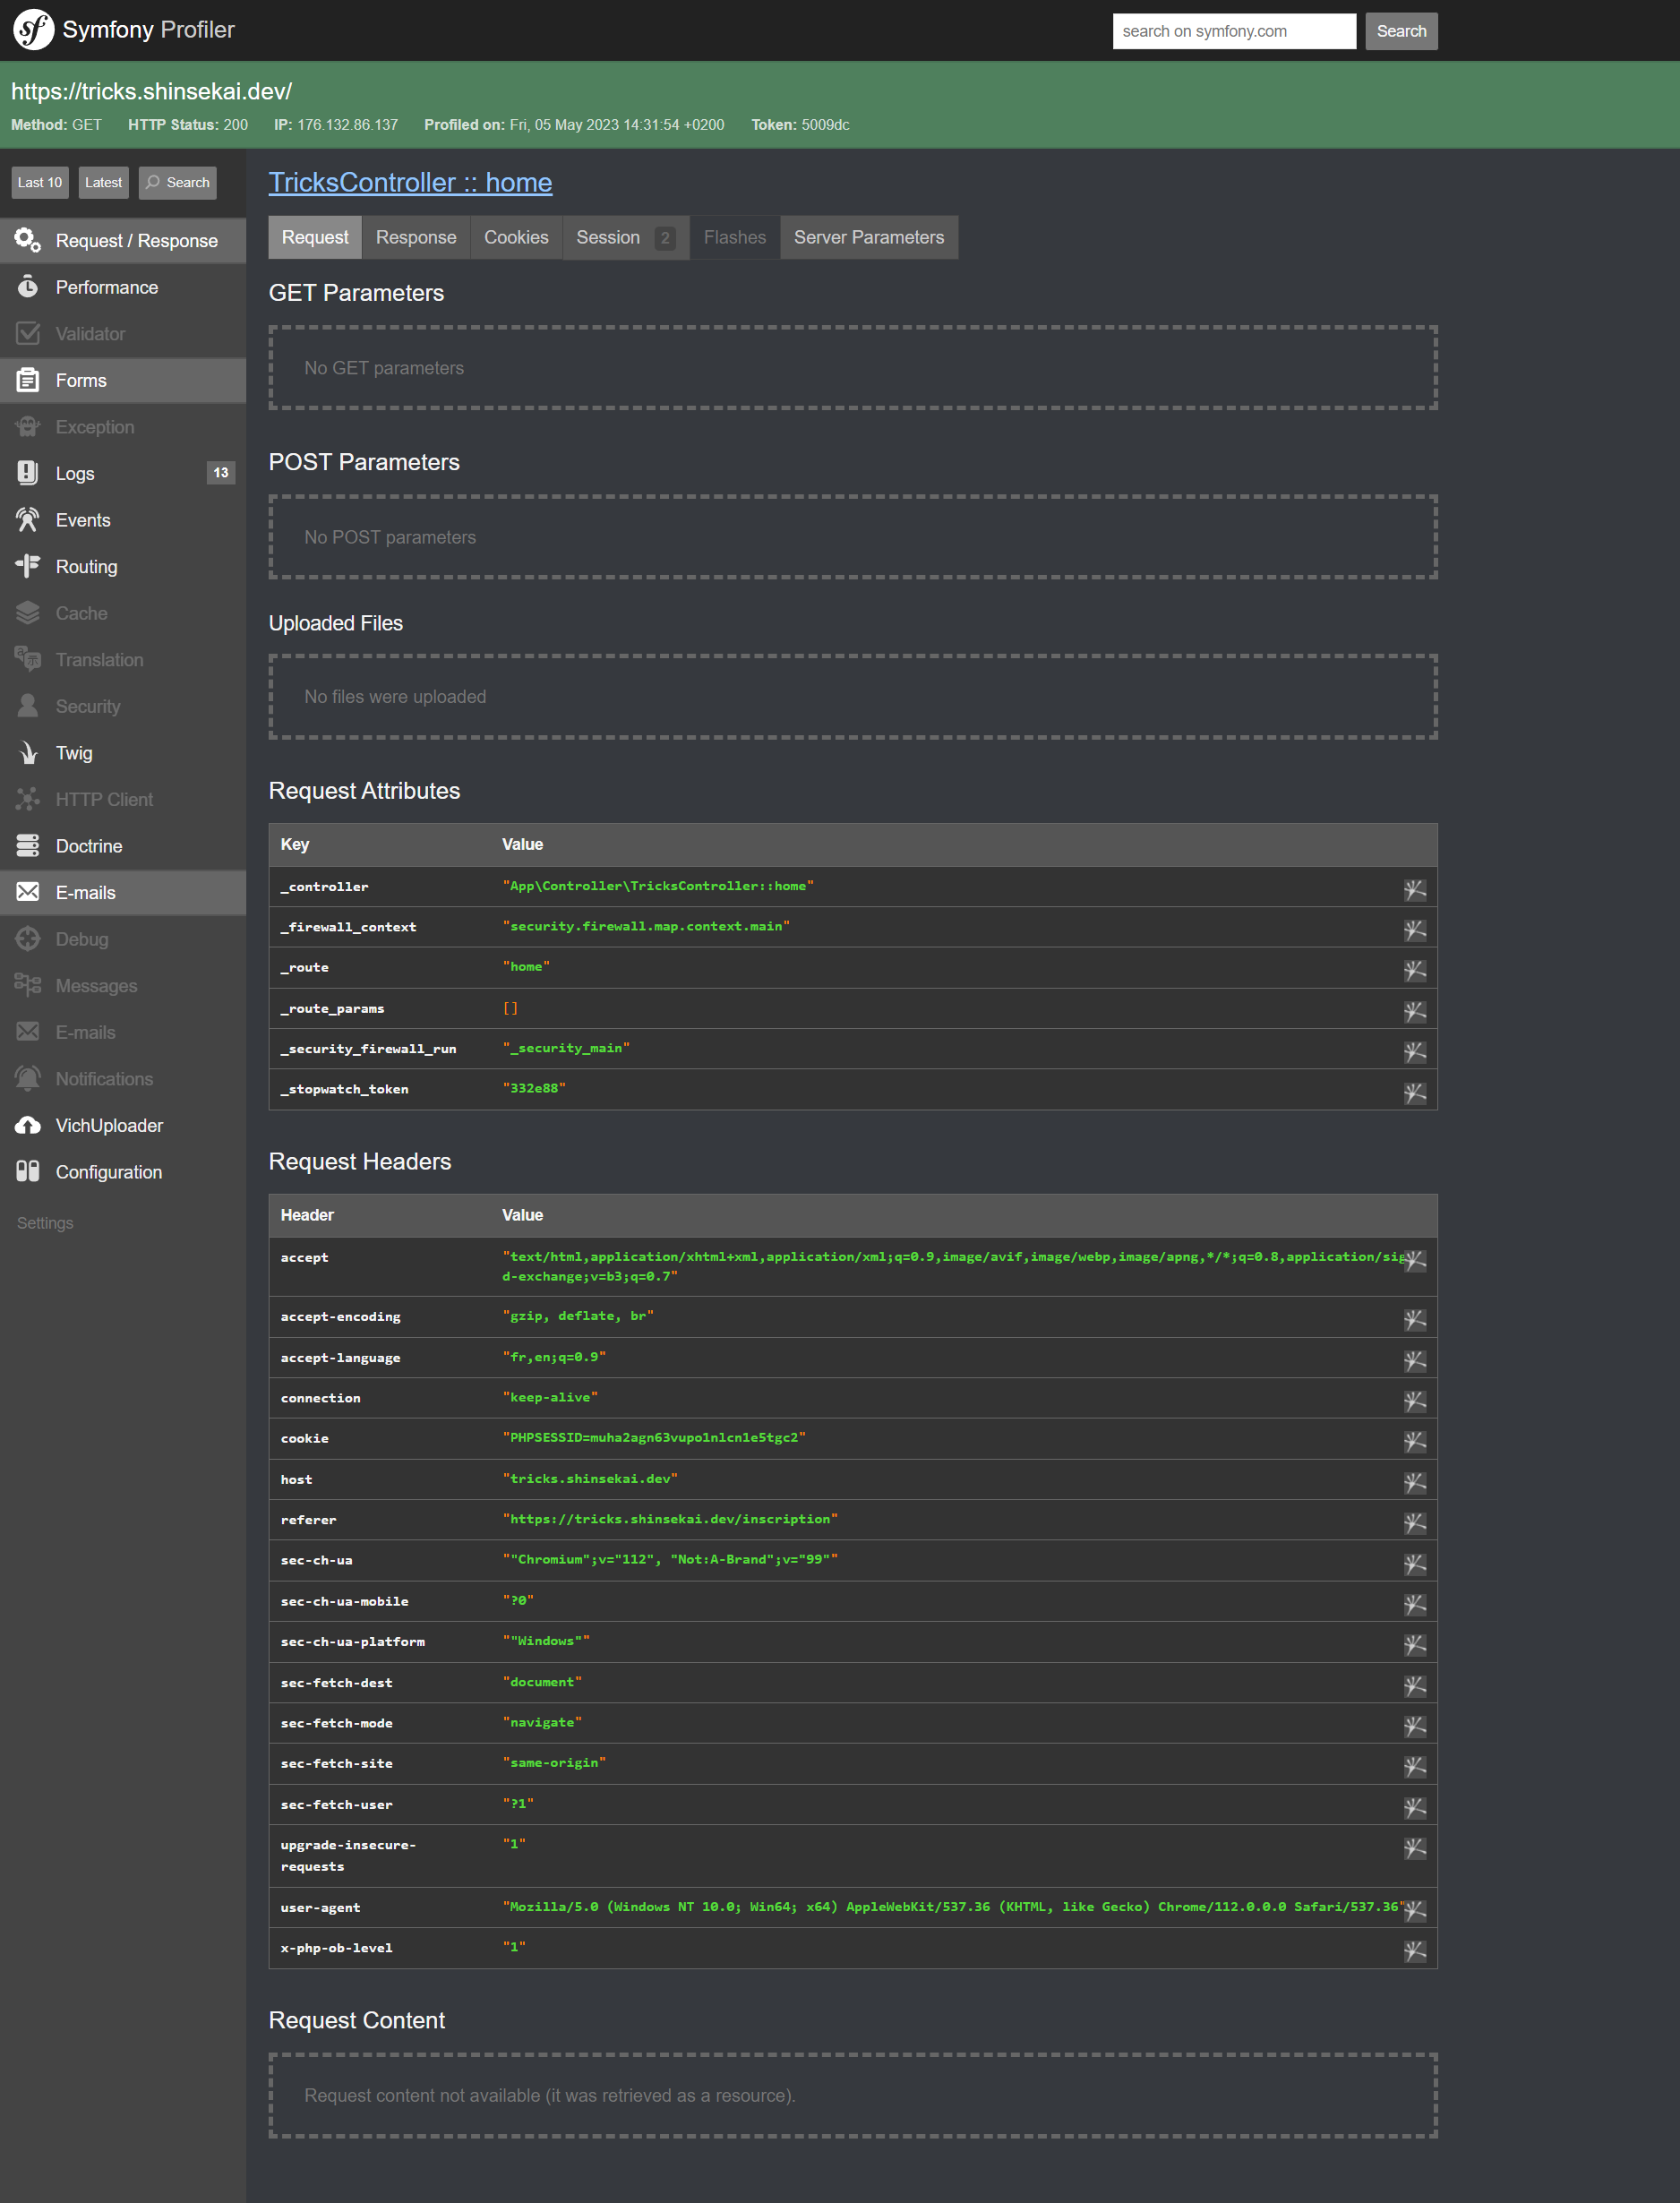 Symfony Profiler
search on symfony.com
Search
https://tricks.shinsekai.dev/
Method: GET HTTP Status: 200 IP: 176.132.86.137 Profiled on: Fri, 05 May 2023 14:31:54 +0200 Token: 5009dc
Last 10
Latest
Search
Request / Response
Performance
Validator
Forms
Exception
Logs 13
Events
Routing
Cache
Translation
Security
Twig
HTTP Client
Doctrine
E-mails
Debug
Messages
E-mails
Notifications
VichUploader
Configuration
Settings
TricksController :: home
Request Response Cookies Session 2 Flashes Server Parameters
GET Parameters
No GET parameters
POST Parameters
No POST parameters
Uploaded Files
No files were uploaded
Request Attributes
Key Value
_controller "App\Controller\TricksController::home"
_firewall_context "security.firewall.map.context.main"
_route "home"
_route_params []
_security_firewall_run "_security_main"
_stopwatch_token "332e88"
Request Headers
Header Value
accept "text/html,application/xhtml+xml,application/xml;q=0.9,image/avif,image/webp,image/apng,*/*;q=0.8,application/sig
d-exchange;v=b3;q=0.7"
accept-encoding "gzip, deflate, br"
accept-language "fr,en;q=0.9"
connection "keep-alive"
cookie "PHPSESSID=muha2agn63vupo1nlcn1e5tgc2"
host "tricks.shinsekai.dev"
referer "https://tricks.shinsekai.dev/inscription"
sec-ch-ua ""Chromium";v="112", "Not:A-Brand";v="99""
sec-ch-ua-mobile "?0"
sec-ch-ua-platform ""Windows""
sec-fetch-dest "document"
sec-fetch-mode "navigate"
sec-fetch-site "same-origin"
sec-fetch-user "?1"
upgrade-insecure- "1"
requests
user-agent "Mozilla/5.0 (Windows NT 10.0; Win64; x64) AppleWebKit/537.36 (KHTML, like Gecko) Chrome/112.0.0.0 Safari/537.36"
x-php-ob-level "1"
Request Content
Request content not available (it was retrieved as a resource).